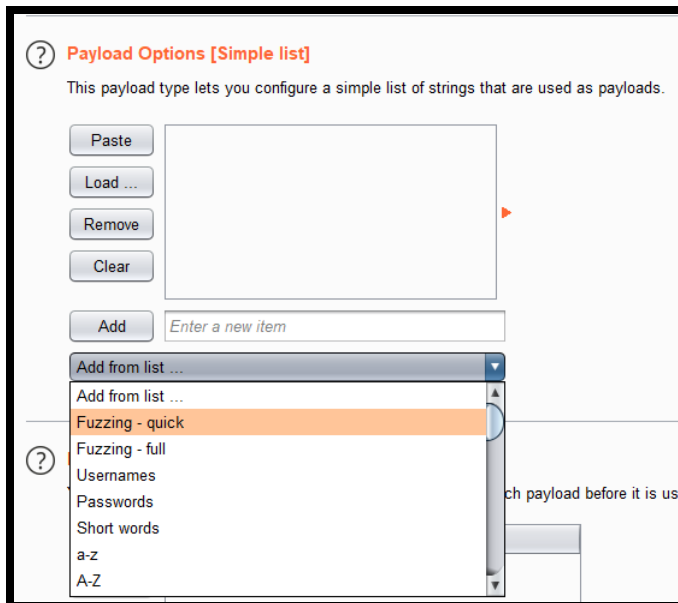 Payload Options [Simple list]
This payload type lets you configure a simple list of strings that are used as payloads.
Paste
Load ...
Remove
Clear
Add
Enter a new item
Add from list ...
Add from list ...
Fuzzing - quick
Fuzzing - full
Usernames
Passwords
ch payload before it is us
Short words
a-z
A-Z